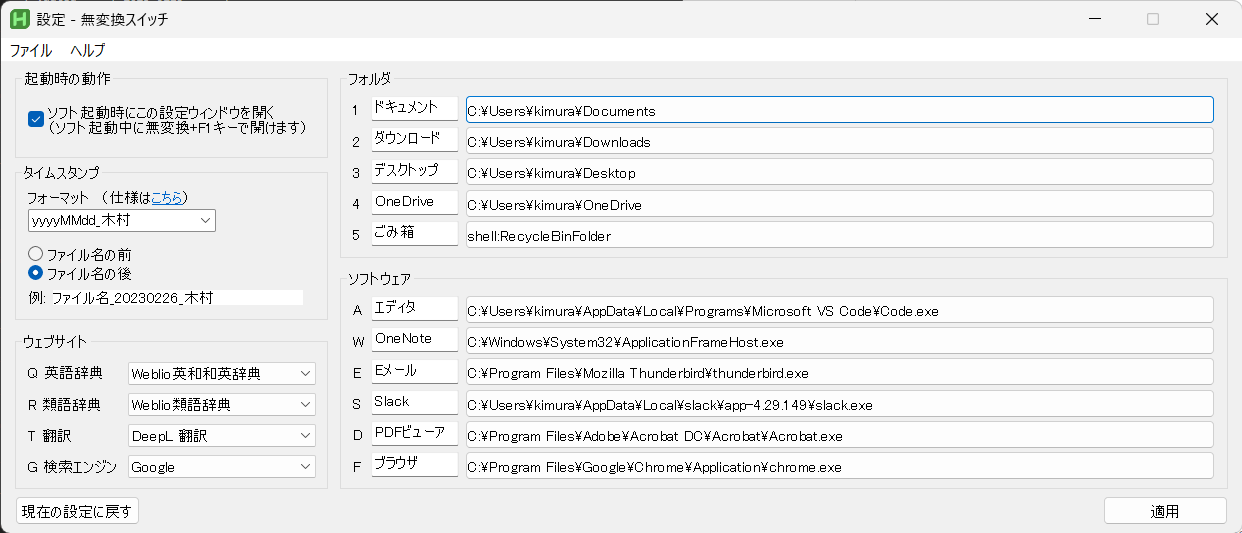 設定 - 無変換スイッチ
ファイル ヘルプ
起動時の動作
ソフト起動時にこの設定ウィンドウを開く
(ソフト起動中に無変換+F1キーで開けます)
タイムスタンプ
フォーマット (仕様はこちら)
yyyyMMdd_木村
ファイル名の前
ファイル名の後
例: ファイル名_20230226_木村
ウェブサイト
Q 英語辞典 Weblio英和和英辞典
R 類語辞典 Weblio類語辞典
T 翻訳 DeepL 翻訳
G 検索エンジン Google
現在の設定に戻す
フォルダ
1 ドキュメント C:¥Users¥kimura¥Documents
2 ダウンロード C:¥Users¥kimura¥Downloads
3 デスクトップ C:¥Users¥kimura¥Desktop
4 OneDrive C:¥Users¥kimura¥OneDrive
5 ごみ箱 shell:RecycleBinFolder
ソフトウェア
A エディタ C:¥Users¥kimura¥AppData¥Local¥Programs¥Microsoft VS Code¥Code.exe
W OneNote C:¥Windows¥System32¥ApplicationFrameHost.exe
E Eメール C:¥Program Files¥Mozilla Thunderbird¥thunderbird.exe
S Slack C:¥Users¥kimura¥AppData¥Local¥slack¥app-4.29.149¥slack.exe
D PDFビューア C:¥Program Files¥Adobe¥Acrobat DC¥Acrobat¥Acrobat.exe
F ブラウザ C:¥Program Files¥Google¥Chrome¥Application¥chrome.exe
適用